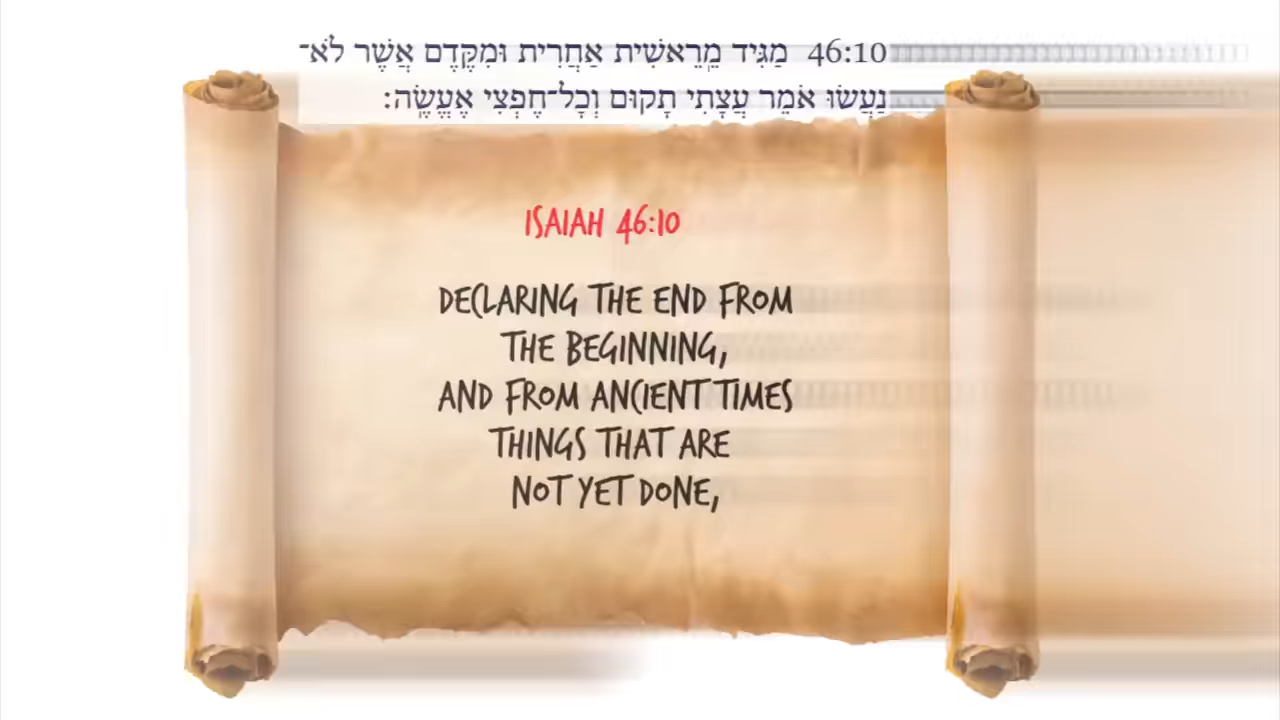 46:10 מַגִּיד מֵרֵאשִׁית אַחֲרִית וּמִקֶּדֶם אֲשֶׁר לֹא־
נַעֲשׂוּ אֹמֵר עֲצָתִי תָקוּם וְכָל־חֶפְצִי אֶעֱשֶׂה׃
ISAIAH 46:10
DECLARING THE END FROM
THE BEGINNING,
AND FROM ANCIENT TIMES
THINGS THAT ARE
NOT YET DONE,